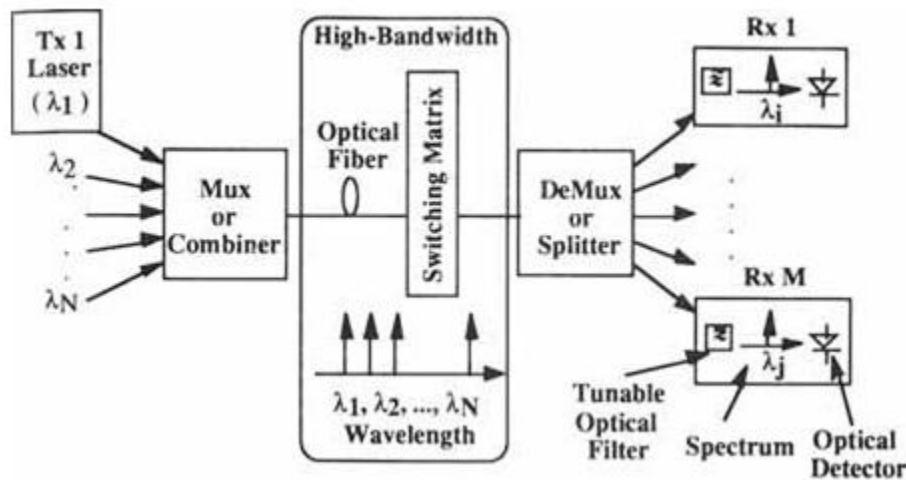 Tx 1
Laser
(λ1)
λ2
λN
Mux
or
Combiner
High-Bandwidth
Optical
Fiber
Switching Matrix
λ1, λ2, ..., λN
Wavelength
DeMux
or
Splitter
Rx 1
λi
Rx M
λj
Tunable
Optical
Filter
Spectrum
Optical
Detector